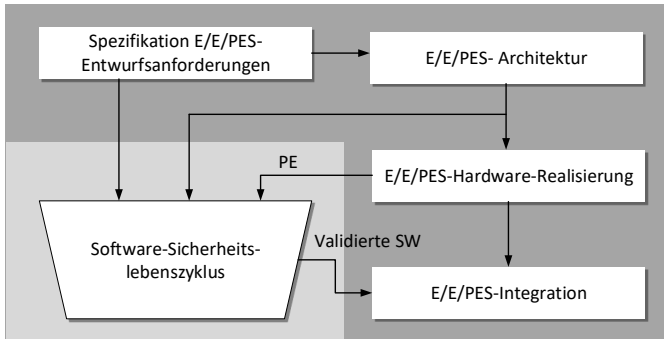 Spezifikation E/E/PES-
Entwurfsanforderungen
E/E/PES- Architektur
PE
E/E/PES-Hardware-Realisierung
Software-Sicherheits-
lebenszyklus
Validierte SW
E/E/PES-Integration